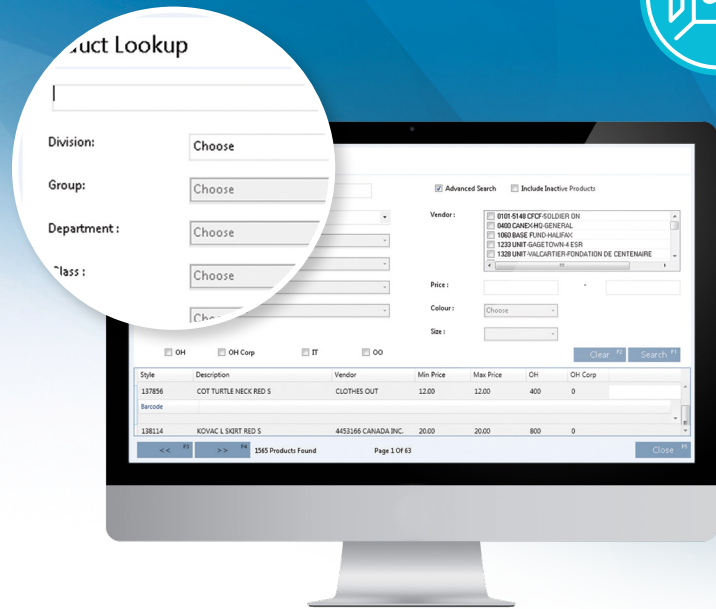 uct Lookup
Division:
Choose
Group:
Choose
Department :
Choose
Class :
Choose
Advanced Search
Include Inactive Products
Vendor :
0101-5148 CFCF-SOLDIER ON
0400 CANEX-HQ-GENERAL
1060 BASE FUND-HALIFAX
1233 UNIT-GAGETOWN-4 ESR
1328 UNIT-VALCARTIER-FONDATION DE CENTENAIRE
Price :
-
Colour :
Choose
Size :
OH OH Corp IT OO
Clear F2 Search F1
Style Description Vendor Min Price Max Price OH OH Corp
137856 COT TURTLE NECK RED S CLOTHES OUT 12.00 12.00 400 0
Barcode
138114 KOVAC L SKIRT RED S 4453166 CANADA INC. 20.00 20.00 800 0
<< F3 >> F4 1565 Products Found Page 1 Of 63 Close F5